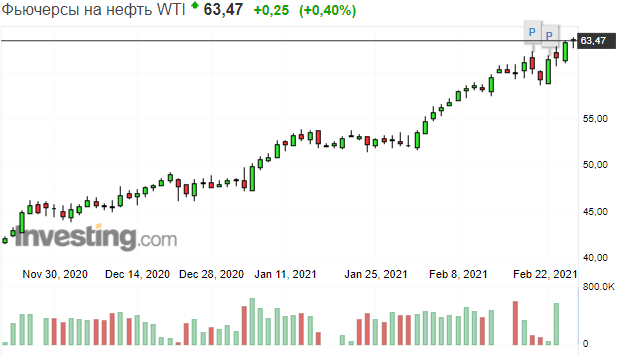 Фьючерсы на нефть WTI 63,47 +0,25 (+0,40%)
P P
63,47
55,00
50,00
45,00
40,00
Investing.com
Nov 30, 2020 Dec 14, 2020 Dec 28, 2020 Jan 11, 2021 Jan 25, 2021 Feb 8, 2021 Feb 22, 2021
800.0K
0